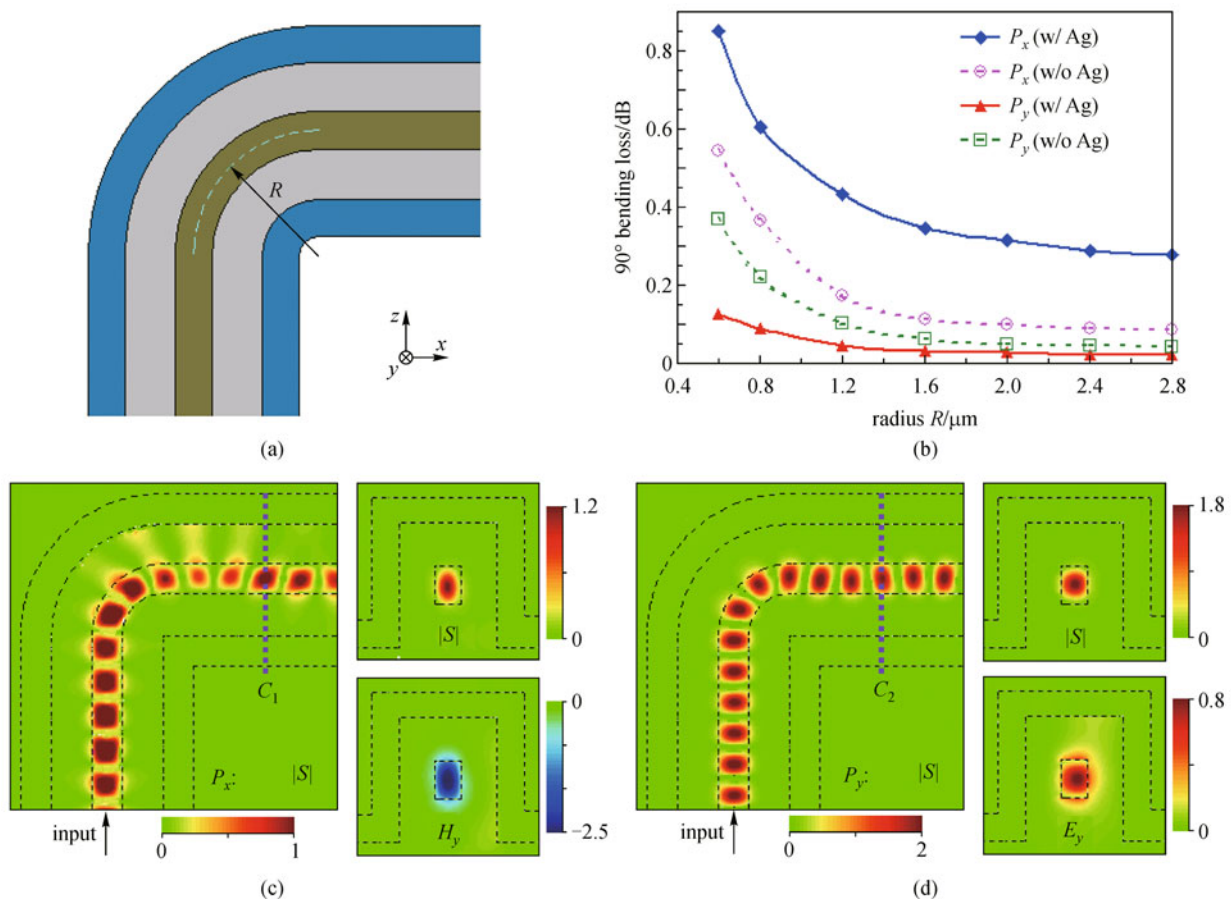 R
z
x
y
(a)
90° bending loss/dB
0.8
0.6
0.4
0.2
0
0.4 0.8 1.2 1.6 2.0 2.4 2.8
radius R/μm
Px (w/ Ag)
Px (w/o Ag)
Py (w/ Ag)
Py (w/o Ag)
(b)
C1
Px: |S|
input
0 1
|S|
1.2
0
Hy
0
−2.5
(c)
C2
Py: |S|
input
0 2
|S|
1.8
0
Ey
0.8
0
(d)